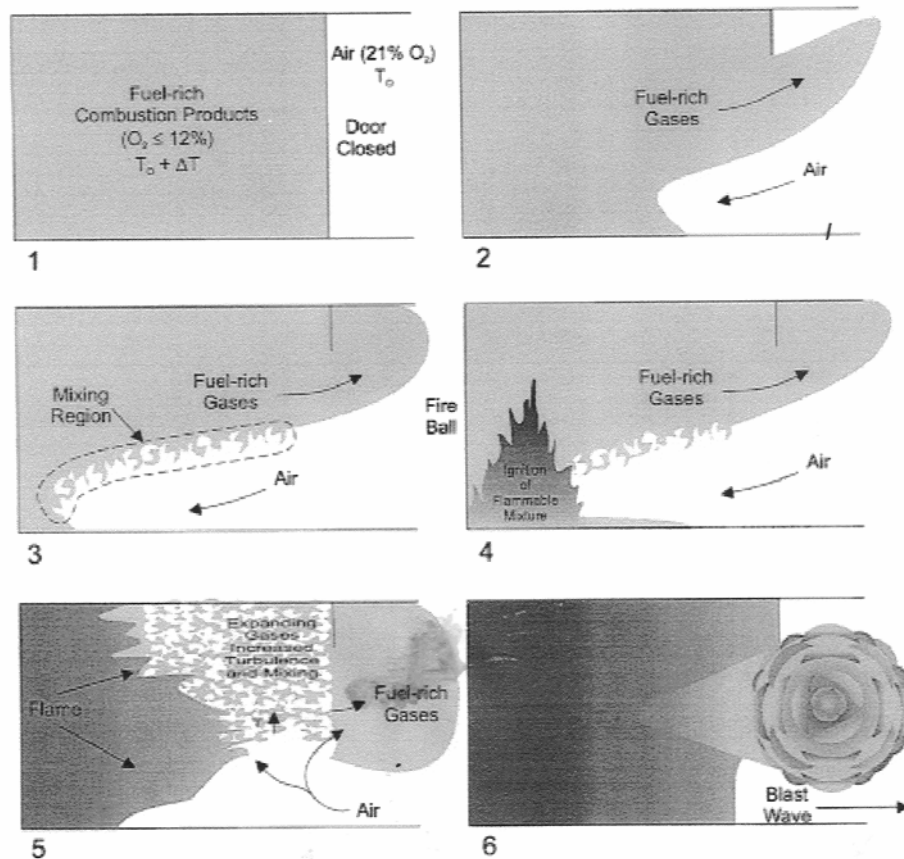 Fuel-rich
Combustion Products
(O₂ ≤ 12%)
T₀ + ΔT
Air (21% O₂)
T₀
Door
Closed
1
Fuel-rich
Gases
Air
2
Mixing
Region
Fuel-rich
Gases
Air
3
Fire
Ball
Fuel-rich
Gases
Air
Ignition
of
Flammable
Mixture
4
Expanding
Gases
Increased
Turbulence
and Mixing
Flame
Fuel-rich
Gases
Air
5
Blast
Wave
6